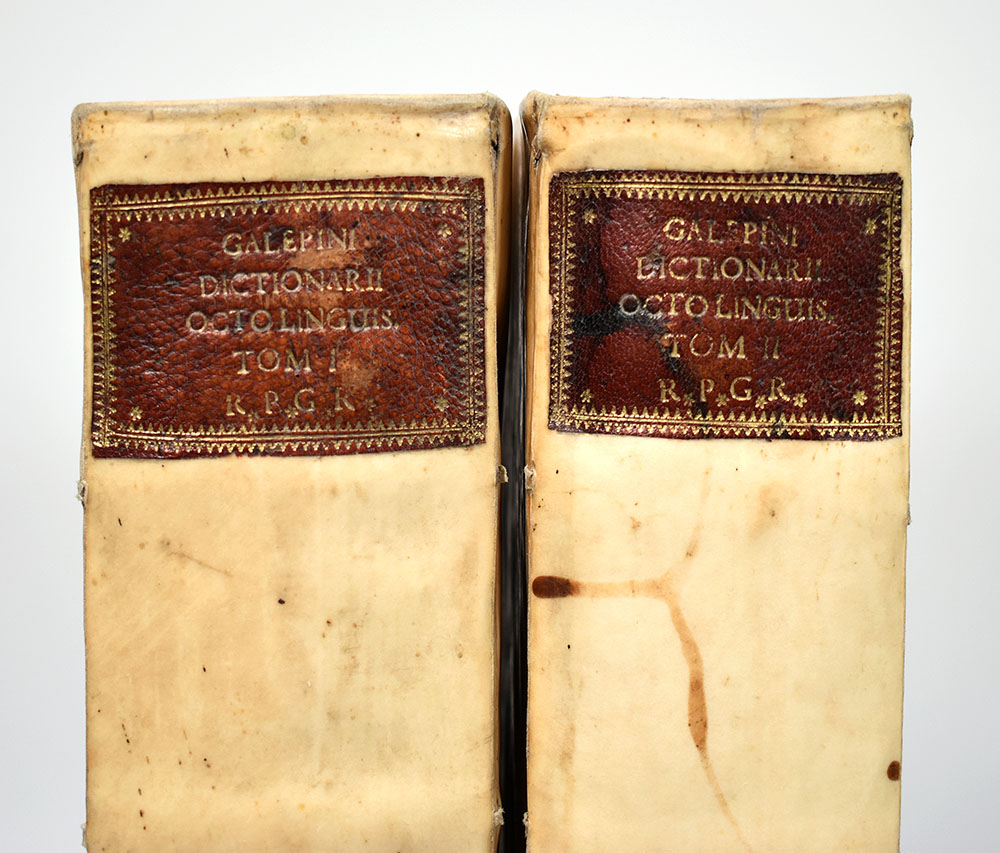 GALEPINI
DICTIONARII
OCTO LINGUIS.
TOM I
R.P.G.R.
GALEPINI
DICTIONARII
OCTO LINGUIS.
TOM II
R.P.G.R.